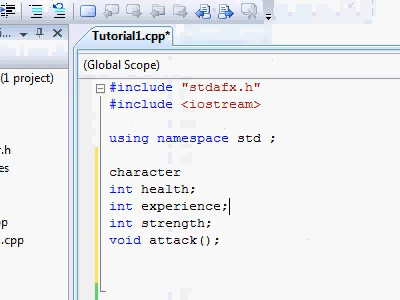 Tutorial1.cpp*
(Global Scope)
(1 project)
#include "stdafx.h"
#include <iostream>
using namespace std ;
character
int health;
int experience;
int strength;
void attack();
.h
es
.cpp